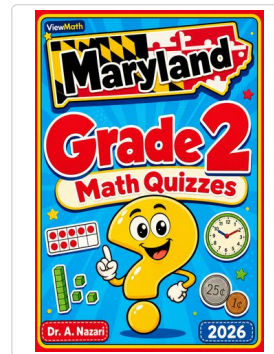 ViewMath
Maryland
Grade 2
Math Quizzes
25¢
1¢
Dr. A. Nazari
2026